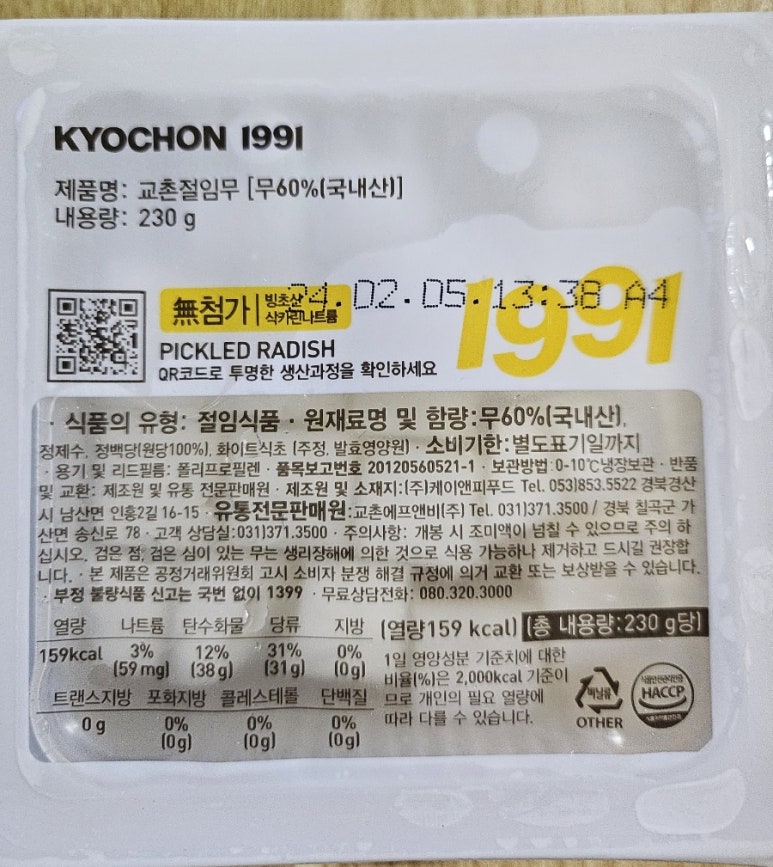 KYOCHON 1991
제품명: 교촌절임무 [무60%(국내산)]
내용량: 230 g
無첨가 | 빙초산 삭카린나트륨
24.02.05.13:38 A4
1991
PICKLED RADISH
QR코드로 투명한 생산과정을 확인하세요
· 식품의 유형: 절임식품 · 원재료명 및 함량:무60%(국내산),
정제수, 정백당(원당100%), 화이트식초 (주정, 발효영양원) · 소비기한:별도표기일까지
· 용기 및 리드필름: 폴리프로필렌 · 품목보고번호 20120560521-1 · 보관방법:0-10℃냉장보관 · 반품
및 교환: 제조원 및 유통 전문판매원 · 제조원 및 소재지:(주)케이앤피푸드 Tel. 053)853.5522 경북경산
시 남산면 인흥2길 16-15 · 유통전문판매원:교촌에프앤비(주) Tel. 031)371.3500 / 경북 칠곡군 가
산면 송신로 78 · 고객 상담실:031)371.3500 · 주의사항: 개봉 시 조미액이 넘칠 수 있으므로 주의 하
십시오. 검은 점, 검은 심이 있는 무는 생리장해에 의한 것으로 식용 가능하나 제거하고 드시길 권장합
니다. · 본 제품은 공정거래위원회 고시 소비자 분쟁 해결 규정에 의거 교환 또는 보상받을 수 있습니다.
· 부정 불량식품 신고는 국번 없이 1399 · 무료상담전화: 080.320.3000
열량 나트륨 탄수화물 당류 지방 (열량159 kcal) (총 내용량:230 g당)
159kcal 3% 12% 31% 0%
(59 mg) (38 g) (31 g) (0 g)
트랜스지방 포화지방 콜레스테롤 단백질
0 g 0% 0% 0%
(0 g) (0 g) (0 g)
1일 영양성분 기준치에 대한
비율(%)은 2,000kcal 기준이
므로 개인의 필요 열량에
따라 다를 수 있습니다.
비닐류
OTHER
HACCP